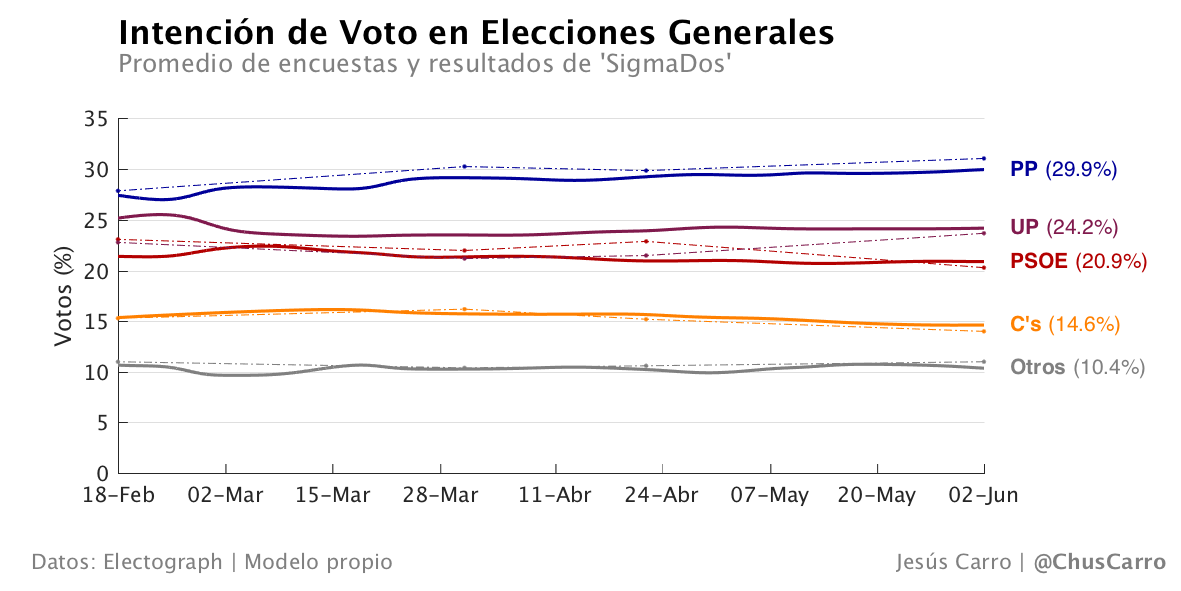 Intención de Voto en Elecciones Generales
Promedio de encuestas y resultados de 'SigmaDos'
Votos (%)
35
30
25
20
15
10
5
0
18-Feb 02-Mar 15-Mar 28-Mar 11-Abr 24-Abr 07-May 20-May 02-Jun
PP (29.9%)
UP (24.2%)
PSOE (20.9%)
C's (14.6%)
Otros (10.4%)
Datos: Electograph | Modelo propio
Jesús Carro | @ChusCarro